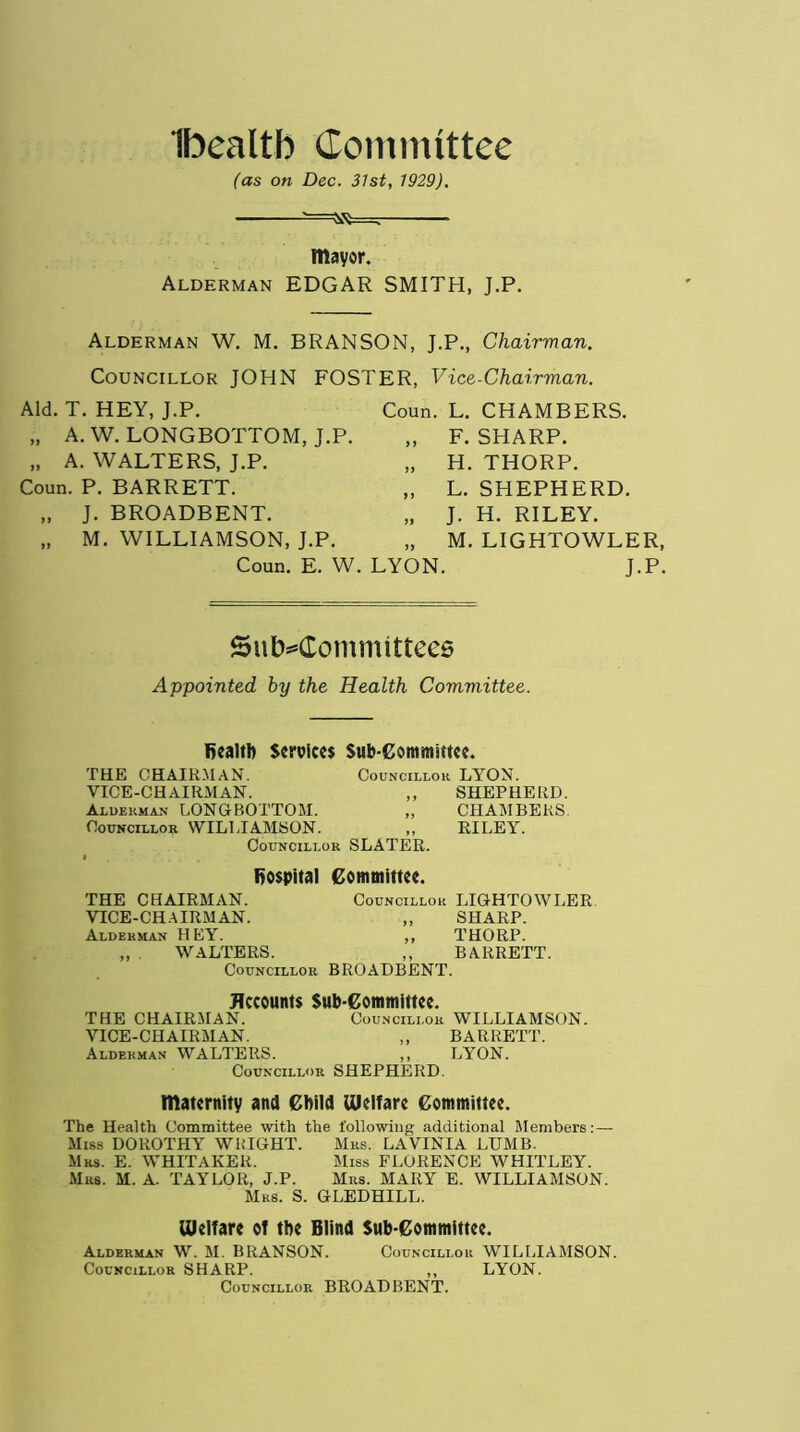 Health Committee
(as on Dec. 31st, 1929).
Mayor.
Alderman EDGAR SMITH, J.P.
Alderman W. M. BRANSON, J.P., Chairman.
Councillor JOHN FOSTER, Vice-Chairman.
Ald. T. HEY, J.P. Coun. L. CHAMBERS.
„ A. W. LONGBOTTOM, J.P. „ F. SHARP.
„ A. WALTERS, J.P. „ H. THORP.
Coun. P. BARRETT. „ L. SHEPHERD.
„ J. BROADBENT. „ J. H. RILEY.
„ M. WILLIAMSON, J.P. „ M. LIGHTOWLER,
Coun. E. W. LYON. J.P.
Sub-Committees
Appointed by the Health Committee.
Health Services Sub-Committee.
THE CHAIRMAN. Councillor LYON.
VICE-CHAIRMAN. „ SHEPHERD.
Alderman LONGBOTTOM. „ CHAMBERS.
Councillor WILLIAMSON. „ RILEY.
Councillor SLATER.
Hospital Committee.
THE CHAIRMAN. Councillor LIGHTOWLER.
VICE-CHAIRMAN. „ SHARP.
Alderman HEY. „ THORP.
„ WALTERS. „ BARRETT.
Councillor BROADBENT.
Accounts Sub-Committee.
THE CHAIRMAN. Councillor WILLIAMSON.
VICE-CHAIRMAN. „ BARRETT.
Alderman WALTERS. „ LYON.
Councillor SHEPHERD.
Maternity and Child Welfare Committee.
The Health Committee with the following additional Members:—
Miss DOROTHY WRIGHT. Mrs. LAVINIA LUMB.
Mrs. E. WHITAKER. Miss FLORENCE WHITLEY.
Mrs. M. A. TAYLOR, J.P. Mrs. MARY E. WILLIAMSON.
Mrs. S. GLEDHILL.
Welfare of the Blind Sub-Committee.
Alderman W. M. BRANSON. Councillor WILLIAMSON.
Councillor SHARP. „ LYON.
Councillor BROADBENT.